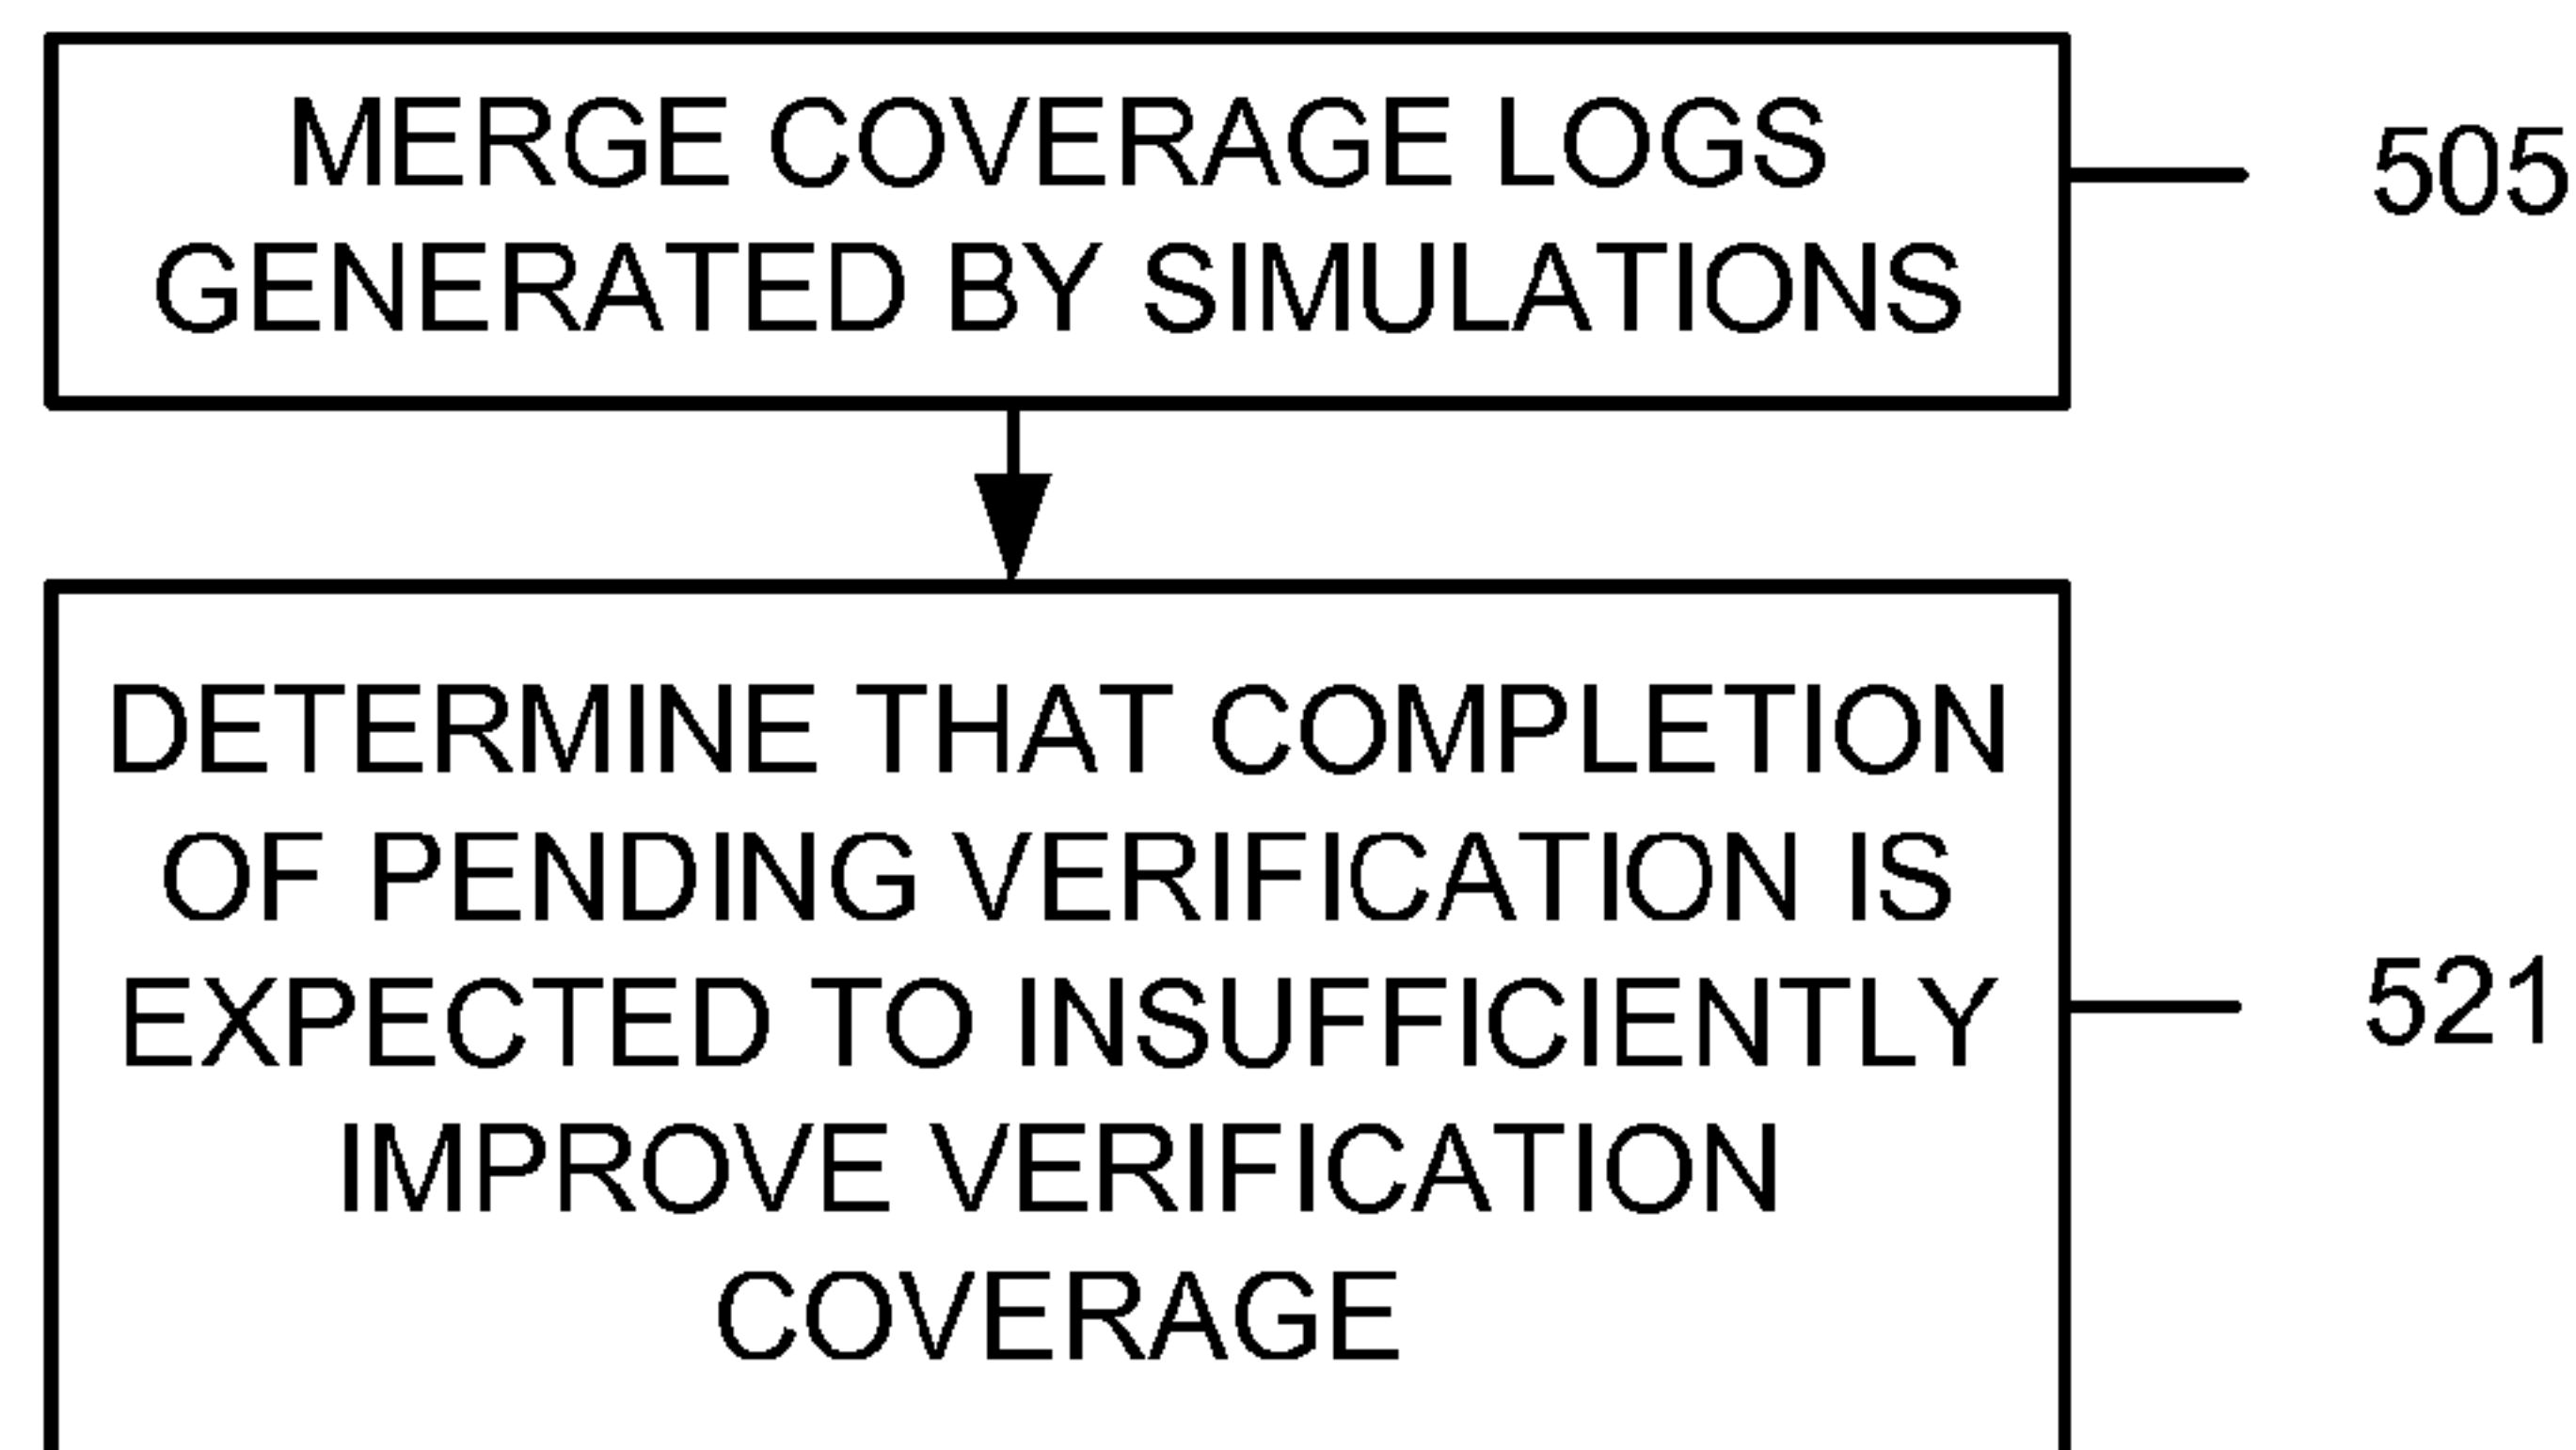 MERGE COVERAGE LOGS
GENERATED BY SIMULATIONS
505
DETERMINE THAT COMPLETION
OF PENDING VERIFICATION IS
EXPECTED TO INSUFFICIENTLY
IMPROVE VERIFICATION
COVERAGE
521